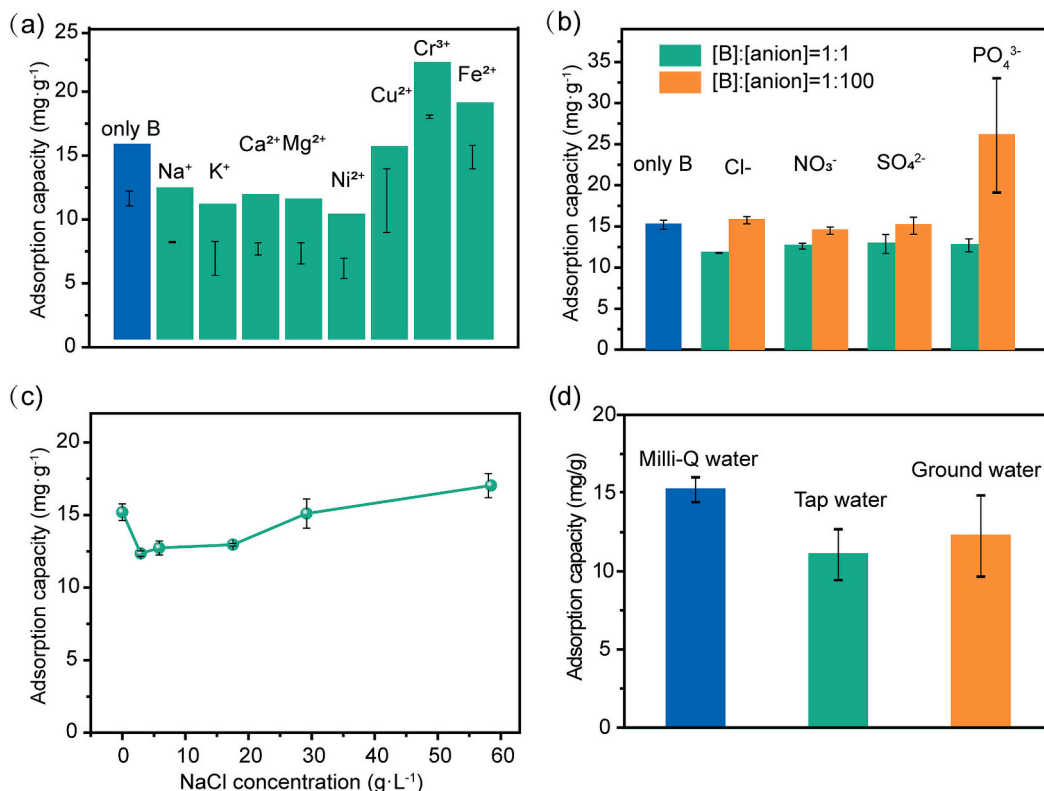 (a)
Adsorption capacity (mg·g⁻¹)
25
20
15
10
5
0
only B
Na⁺
K⁺
Ca²⁺
Mg²⁺
Ni²⁺
Cu²⁺
Cr³⁺
Fe²⁺
(b)
Adsorption capacity (mg·g⁻¹)
35
30
25
20
15
10
5
0
[B]:[anion]=1:1
[B]:[anion]=1:100
only B
Cl-
NO₃⁻
SO₄²⁻
PO₄³⁻
(c)
Adsorption capacity (mg·g⁻¹)
20
15
10
5
0
0 10 20 30 40 50 60
NaCl concentration (g·L⁻¹)
(d)
Adsorption capacity (mg/g)
20
15
10
5
0
Milli-Q water
Tap water
Ground water